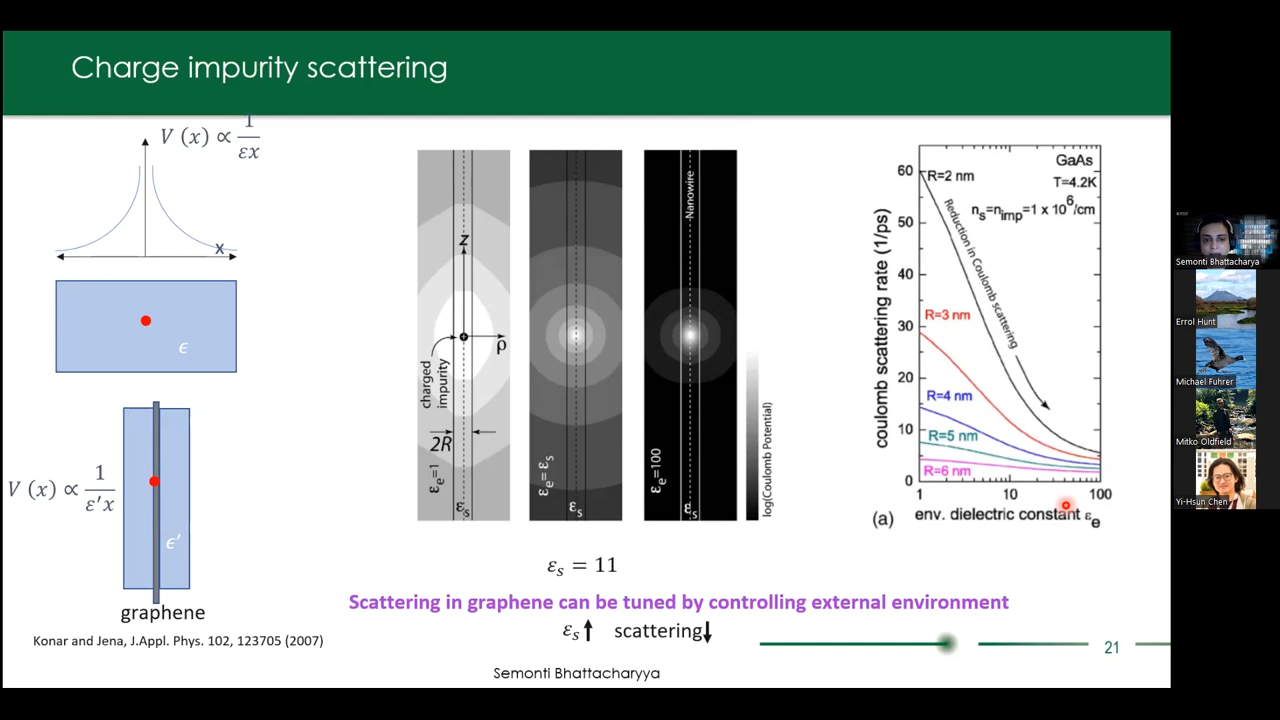 Charge impurity scattering
V (x) ∝ 1/εx
x
ϵ
V (x) ∝ 1/ε′x
ϵ′
graphene
Konar and Jena, J.Appl. Phys. 102, 123705 (2007)
z
ρ
charged
impurity
2R
εe=1
εs
εe=εs
εs
Nanowire
εe=100
εs
log(Coulomb Potential)
εs = 11
Scattering in graphene can be tuned by controlling external environment
εs ↑ scattering↓
Semonti Bhattacharyya
21
coulomb scattering rate (1/ps)
60
50
40
30
20
10
0
GaAs
T=4.2K
ns=nimp=1 x 10^6/cm
R=2 nm
Reduction in Coulomb scattering
R=3 nm
R=4 nm
R=5 nm
R=6 nm
1 10 100
(a) env. dielectric constant εe
Semonti Bhattacharya
Errol Hunt
Michael Fuhrer
Mitko Oldfield
Yi-Hsun Chen